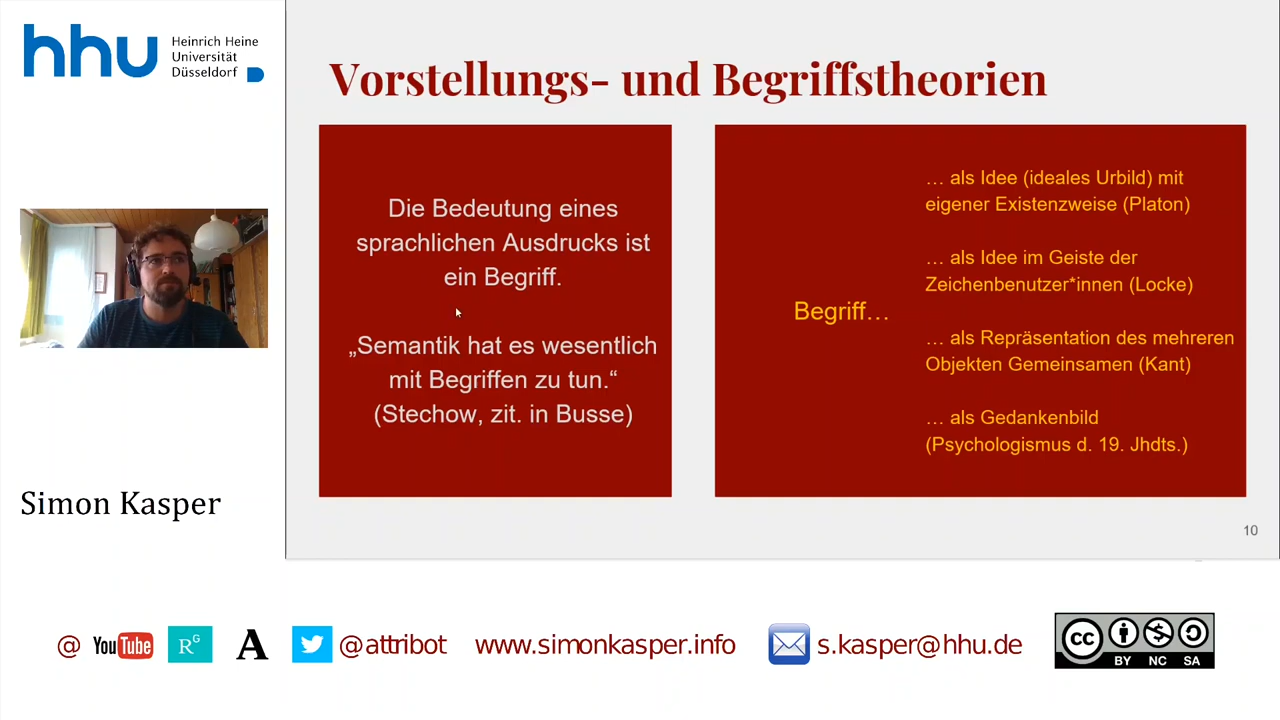 hhu
Heinrich Heine
Universität
Düsseldorf
Vorstellungs- und Begriffstheorien
Die Bedeutung eines
sprachlichen Ausdrucks ist
ein Begriff.
„Semantik hat es wesentlich
mit Begriffen zu tun.“
(Stechow, zit. in Busse)
Begriff…
… als Idee (ideales Urbild) mit
eigener Existenzweise (Platon)
… als Idee im Geiste der
Zeichenbenutzer*innen (Locke)
… als Repräsentation des mehreren
Objekten Gemeinsamen (Kant)
… als Gedankenbild
(Psychologismus d. 19. Jhdts.)
Simon Kasper
10
@ YouTube RG A @attribot www.simonkasper.info s.kasper@hhu.de
cc BY NC SA